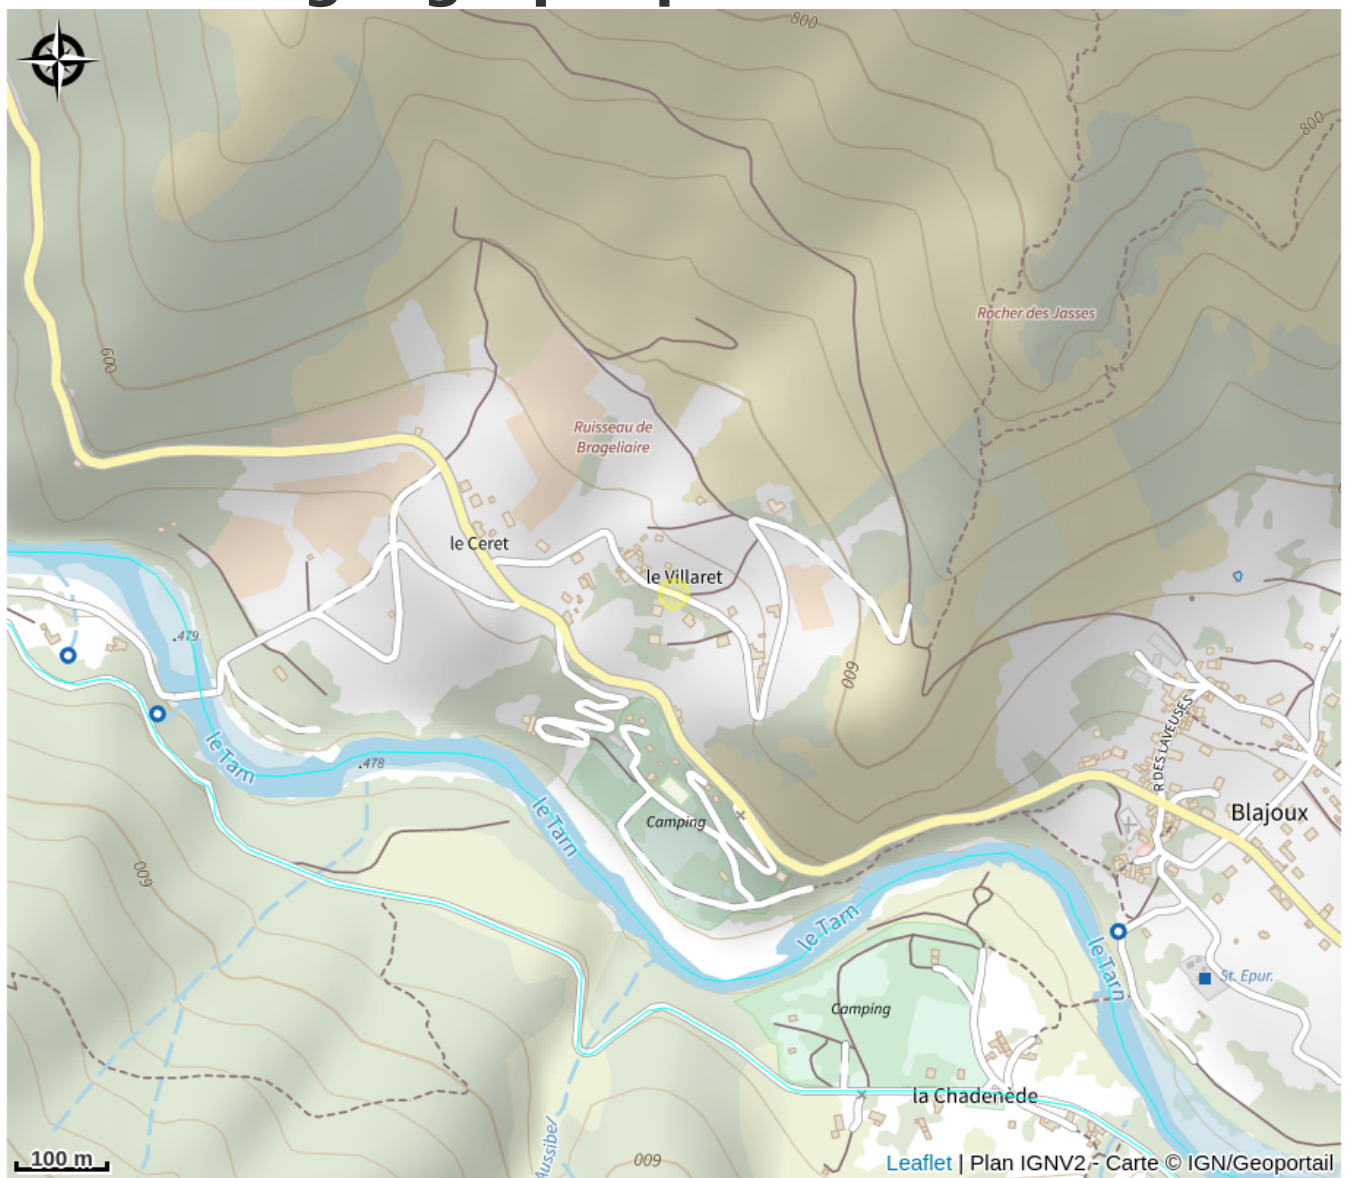 800
800
Rocher des Jasses
600
Ruisseau de
Brageliaire
le Ceret
le Villaret
.479
600
R DES LAVEUSES
le Tarn
.478
le Tarn
Camping
Blajoux
600
le Tarn
le Tarn
St. Epur.
Camping
la Chadenède
Aussibe
600
100 m
Leaflet | Plan IGNV2 - Carte © IGN/Geoportail